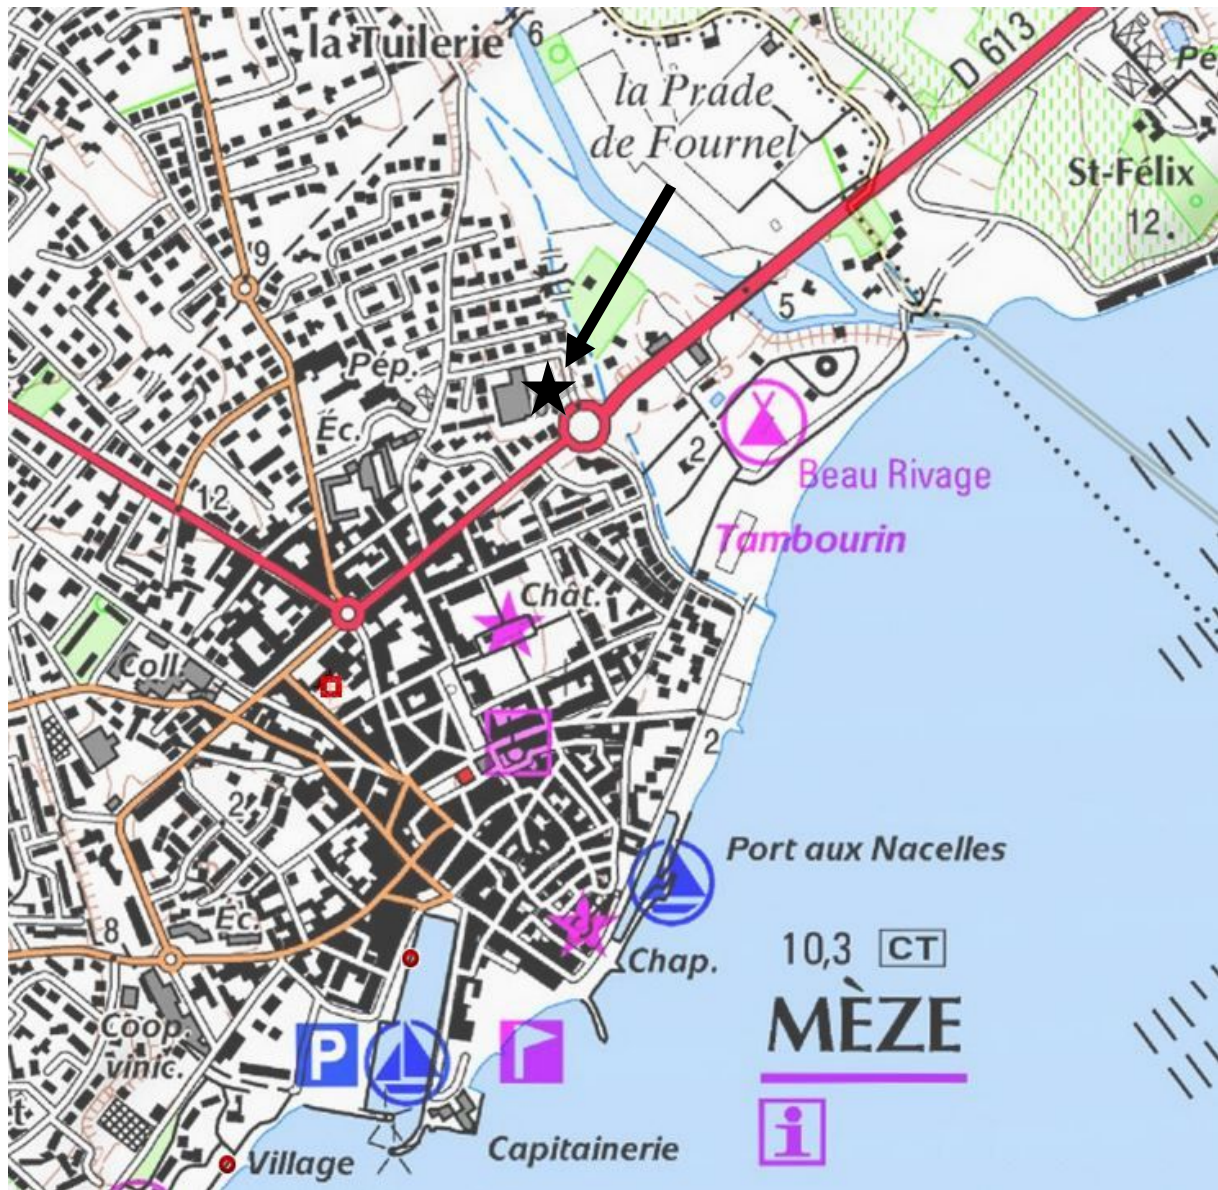 la Tuilerie
6
D 613
la Prade
de Fournel
St-Félix
12
9
5
Pép.
Éc.
12
2
Beau Rivage
Tambourin
Chât.
Coll.
2
2
Port aux Nacelles
Éc.
8
Chap.
10,3 CT
MÈZE
Coop.
vinic.
P
i
Capitainerie
Village